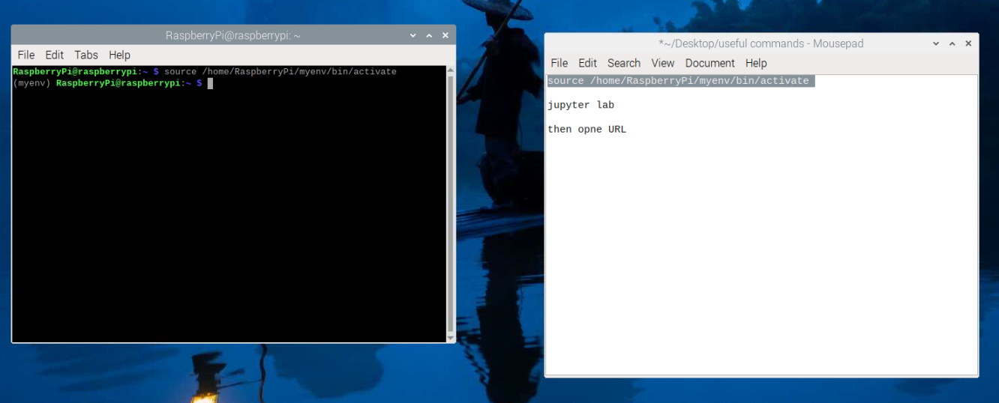 RaspberryPi@raspberrypi: ~
File Edit Tabs Help
RaspberryPi@raspberrypi:~ $ source /home/RaspberryPi/myenv/bin/activate
(myenv) RaspberryPi@raspberrypi:~ $
*~/Desktop/useful commands - Mousepad
File Edit Search View Document Help
source /home/RaspberryPi/myenv/bin/activate
jupyter lab
then opne URL